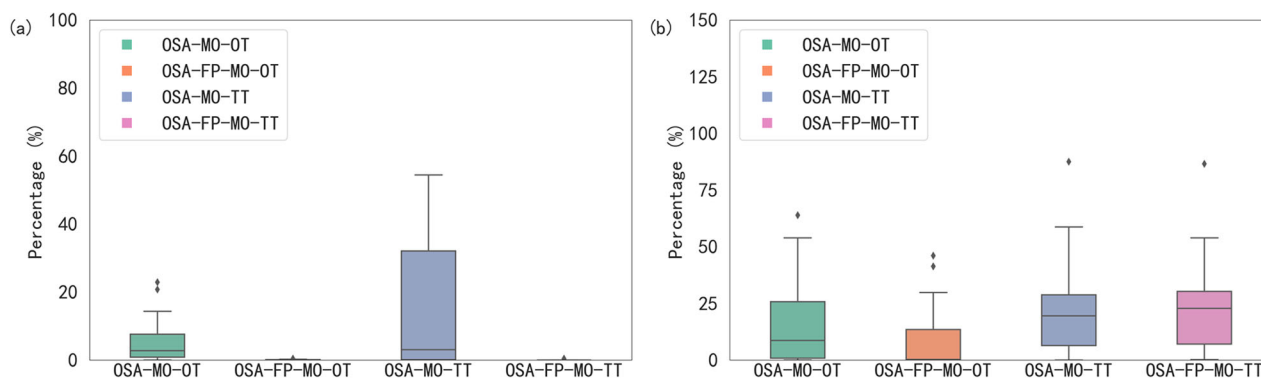 (a)
100
80
60
40
20
0
Percentage (%)
OSA-MO-OT
OSA-FP-MO-OT
OSA-MO-TT
OSA-FP-MO-TT
OSA-MO-OT OSA-FP-MO-OT OSA-MO-TT OSA-FP-MO-TT
(b)
150
125
100
75
50
25
0
Percentage (%)
OSA-MO-OT
OSA-FP-MO-OT
OSA-MO-TT
OSA-FP-MO-TT
OSA-MO-OT OSA-FP-MO-OT OSA-MO-TT OSA-FP-MO-TT